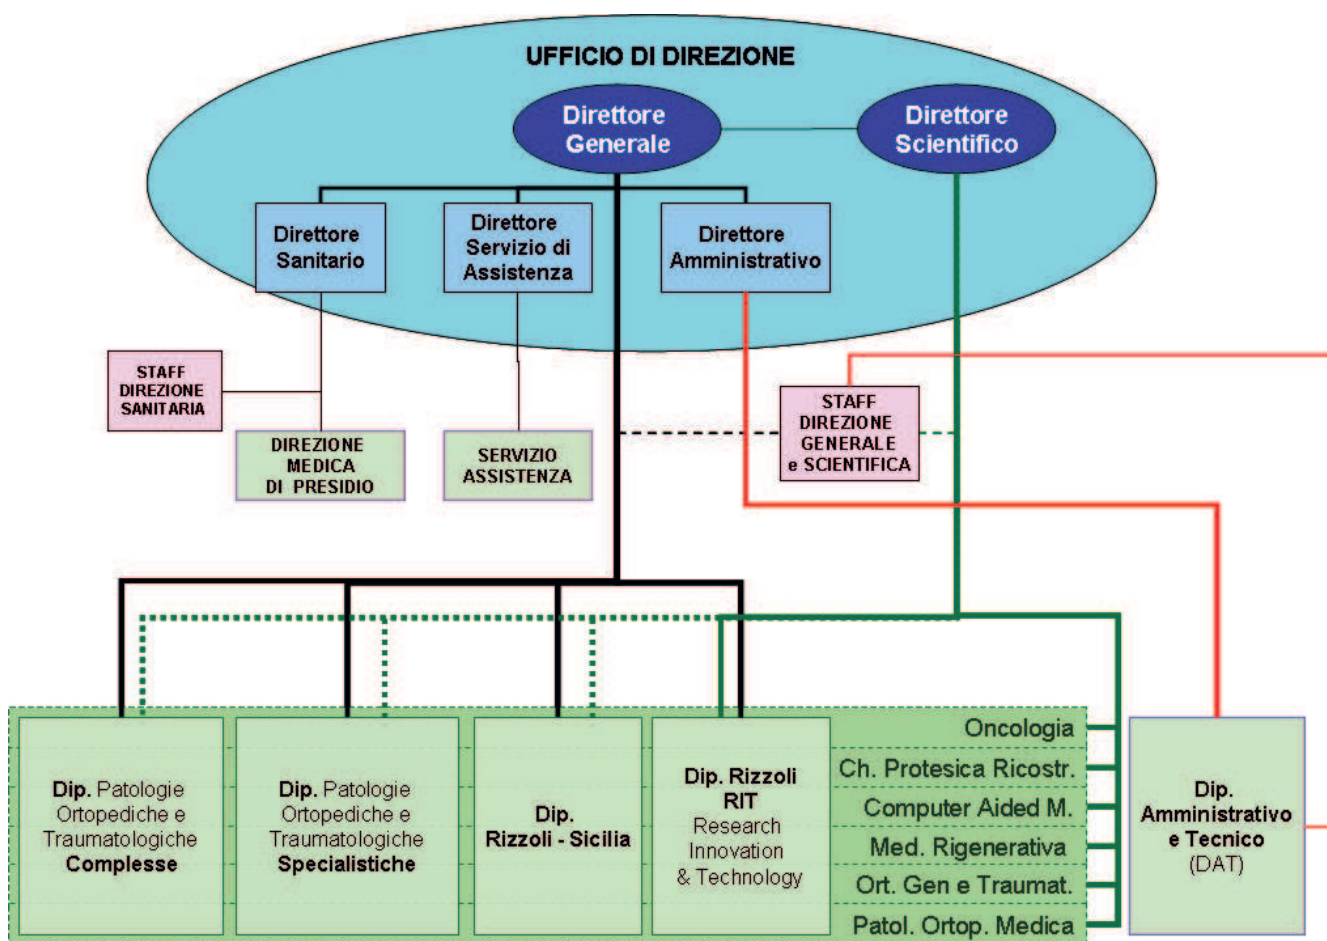 UFFICIO DI DIREZIONE
Direttore
Generale
Direttore
Scientifico
Direttore
Sanitario
Direttore
Servizio di
Assistenza
Direttore
Amministrativo
STAFF
DIREZIONE
SANITARIA
DIREZIONE
MEDICA
DI PRESIDIO
SERVIZIO
ASSISTENZA
STAFF
DIREZIONE
GENERALE
e SCIENTIFICA
Dip. Patologie
Ortopediche e
Traumatologiche
Complesse
Dip. Patologie
Ortopediche e
Traumatologiche
Specialistiche
Dip.
Rizzoli - Sicilia
Dip. Rizzoli
RIT
Research
Innovation
& Technology
Oncologia
Ch. Protesica Ricostr.
Computer Aided M.
Med. Rigenerativa
Ort. Gen e Traumat.
Patol. Ortop. Medica
Dip.
Amministrativo
e Tecnico
(DAT)